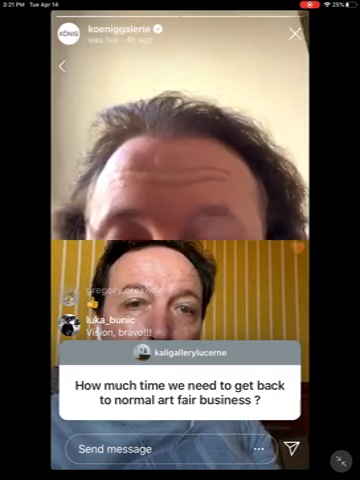 3:21 PM Tue Apr 14
25%
KÖNIG
koeniggalerie
was live · 4h ago
luka_bunic
Vision, bravo!!!
kaligallerylucerne
How much time we need to get back
to normal art fair business ?
Send message